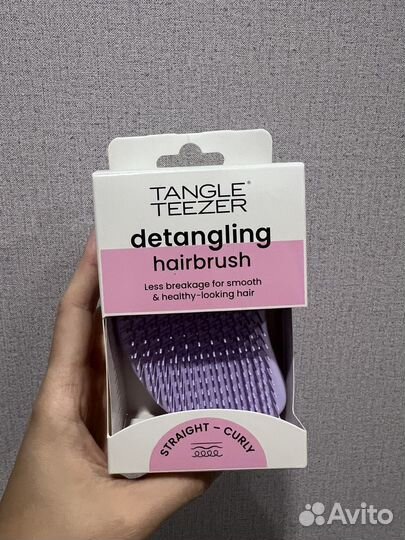 TANGLE®
TEEZER
detangling
hairbrush
Less breakage for smooth
& healthy-looking hair
STRAIGHT – CURLY
Avito